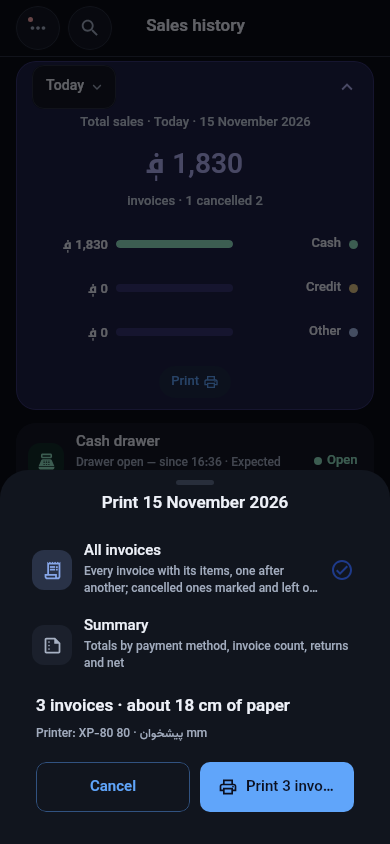 Sales history
Today
Total sales · Today · 15 November 2026
؋ 1,830
invoices · 1 cancelled 2
؋ 1,830
Cash
؋ 0
Credit
؋ 0
Other
Print
Cash drawer
Drawer open — since 16:36 · Expected
Open
Print 15 November 2026
All invoices
Every invoice with its items, one after
another; cancelled ones marked and left o…
Summary
Totals by payment method, invoice count, returns
and net
3 invoices · about 18 cm of paper
Printer: XP-80 80 · پیشخوان mm
Cancel
Print 3 invo…